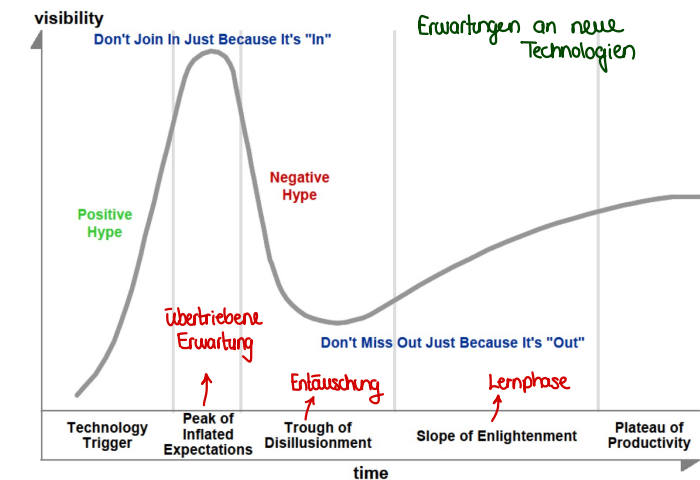 visibility
Don't Join In Just Because It's "In"
Erwartungen an neue
Technologien
Negative
Hype
Positive
Hype
übertriebene
Erwartung
Don't Miss Out Just Because It's "Out"
Entäuschung
Lernphase
Technology
Trigger
Peak of
Inflated
Expectations
Trough of
Disillusionment
Slope of Enlightenment
Plateau of
Productivity
time